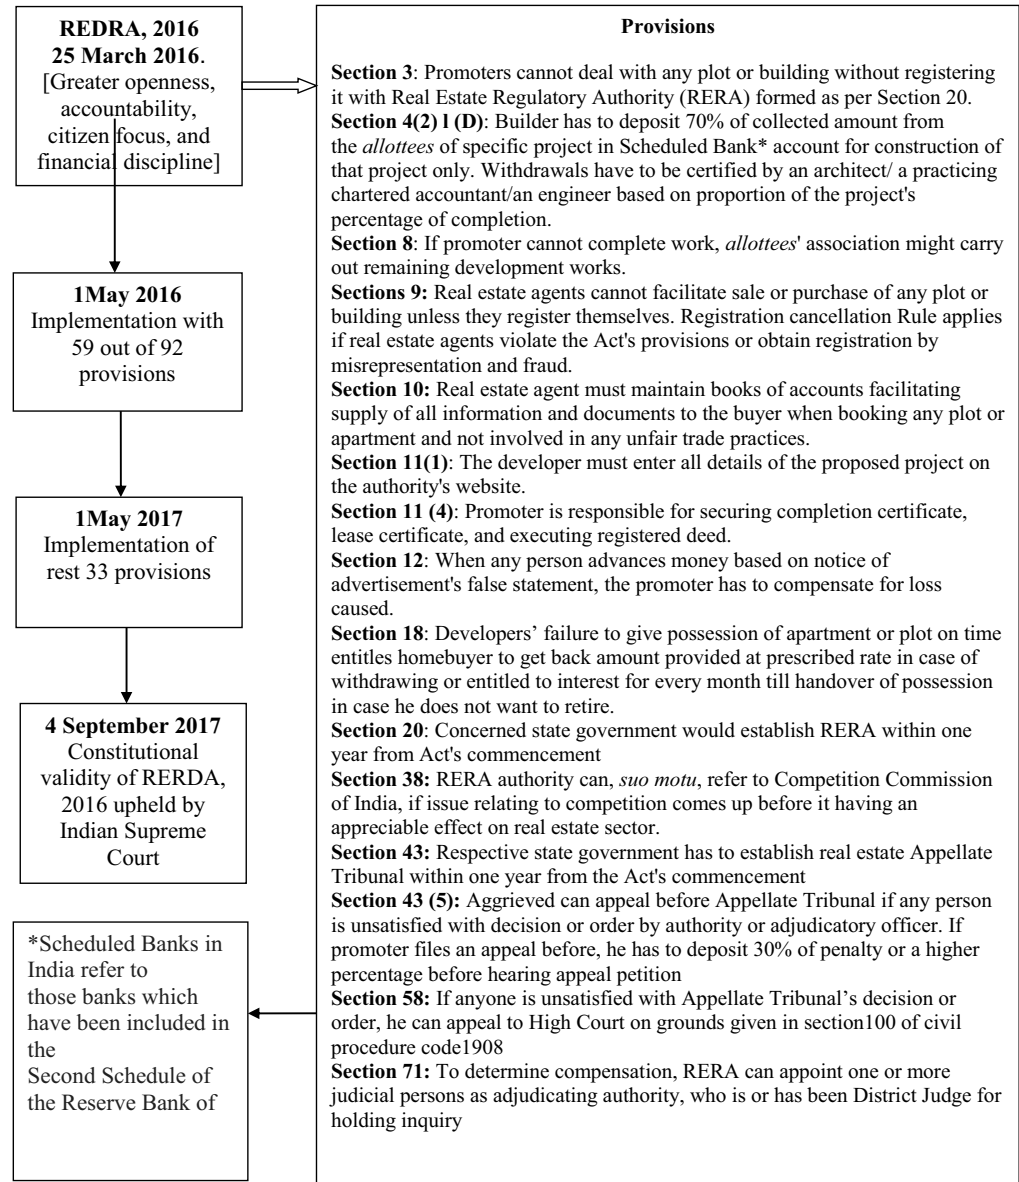 REDRA, 2016
25 March 2016.
[Greater openness,
accountability,
citizen focus, and
financial discipline]
1May 2016
Implementation with
59 out of 92
provisions
1May 2017
Implementation of
rest 33 provisions
4 September 2017
Constitutional
validity of RERDA,
2016 upheld by
Indian Supreme
Court
*Scheduled Banks in
India refer to
those banks which
have been included in
the
Second Schedule of
the Reserve Bank of
Provisions
Section 3: Promoters cannot deal with any plot or building without registering
it with Real Estate Regulatory Authority (RERA) formed as per Section 20.
Section 4(2) l (D): Builder has to deposit 70% of collected amount from
the allottees of specific project in Scheduled Bank* account for construction of
that project only. Withdrawals have to be certified by an architect/ a practicing
chartered accountant/an engineer based on proportion of the project's
percentage of completion.
Section 8: If promoter cannot complete work, allottees' association might carry
out remaining development works.
Sections 9: Real estate agents cannot facilitate sale or purchase of any plot or
building unless they register themselves. Registration cancellation Rule applies
if real estate agents violate the Act's provisions or obtain registration by
misrepresentation and fraud.
Section 10: Real estate agent must maintain books of accounts facilitating
supply of all information and documents to the buyer when booking any plot or
apartment and not involved in any unfair trade practices.
Section 11(1): The developer must enter all details of the proposed project on
the authority's website.
Section 11 (4): Promoter is responsible for securing completion certificate,
lease certificate, and executing registered deed.
Section 12: When any person advances money based on notice of
advertisement's false statement, the promoter has to compensate for loss
caused.
Section 18: Developers’ failure to give possession of apartment or plot on time
entitles homebuyer to get back amount provided at prescribed rate in case of
withdrawing or entitled to interest for every month till handover of possession
in case he does not want to retire.
Section 20: Concerned state government would establish RERA within one
year from Act's commencement
Section 38: RERA authority can, suo motu, refer to Competition Commission
of India, if issue relating to competition comes up before it having an
appreciable effect on real estate sector.
Section 43: Respective state government has to establish real estate Appellate
Tribunal within one year from the Act's commencement
Section 43 (5): Aggrieved can appeal before Appellate Tribunal if any person
is unsatisfied with decision or order by authority or adjudicatory officer. If
promoter files an appeal before, he has to deposit 30% of penalty or a higher
percentage before hearing appeal petition
Section 58: If anyone is unsatisfied with Appellate Tribunal’s decision or
order, he can appeal to High Court on grounds given in section100 of civil
procedure code1908
Section 71: To determine compensation, RERA can appoint one or more
judicial persons as adjudicating authority, who is or has been District Judge for
holding inquiry